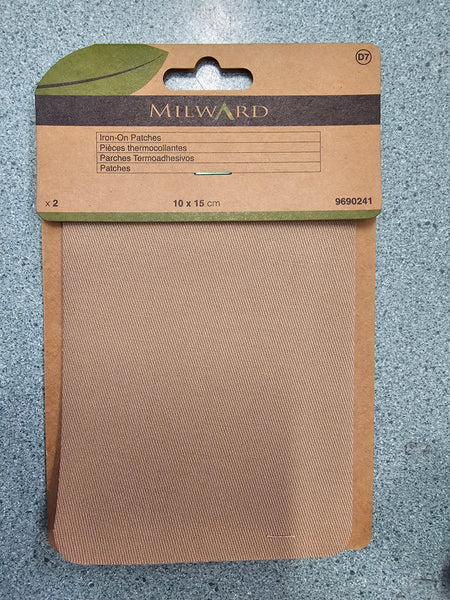 D7
MILWARD
Iron-On Patches
Pièces thermocollantes
Parches Termoadhesivos
Patches
x 2 10 x 15 cm 9690241